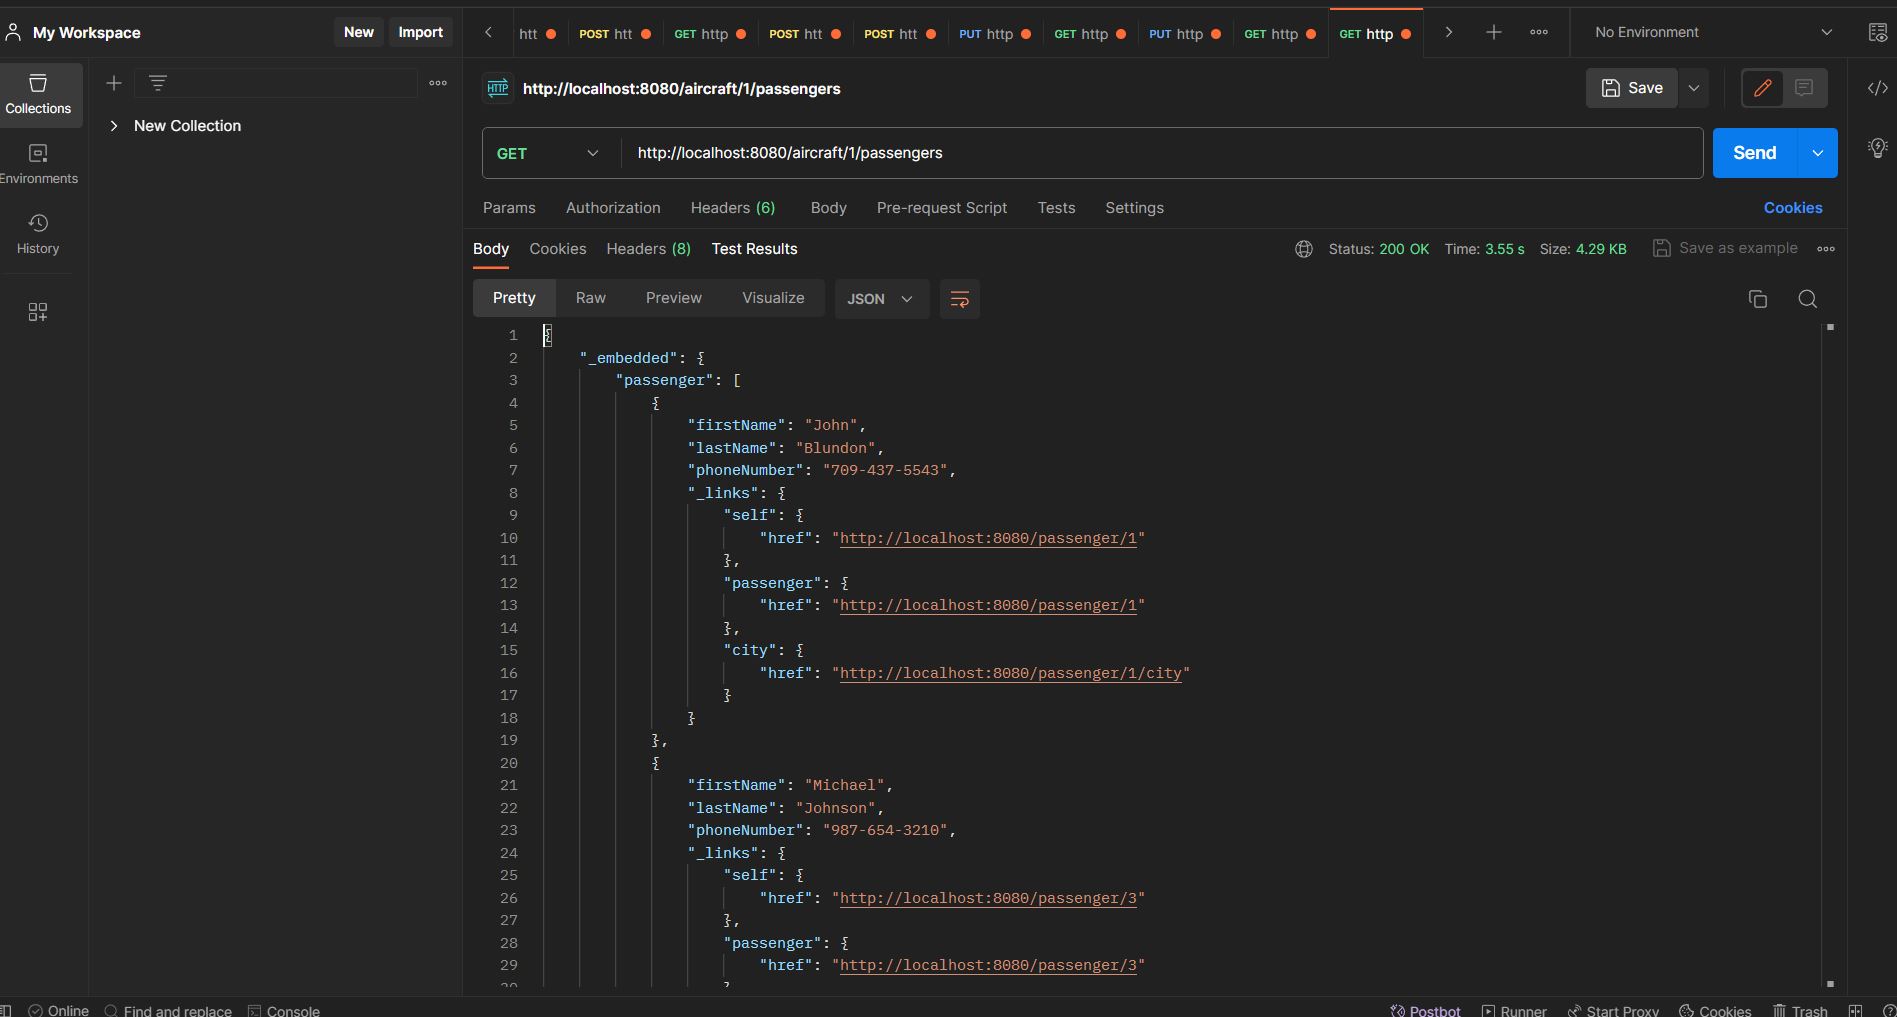 My Workspace
New
Import
htt
POST htt
GET http
POST htt
POST htt
PUT http
GET http
PUT http
GET http
GET http
No Environment
Collections
New Collection
Environments
History
HTTP
http://localhost:8080/aircraft/1/passengers
Save
GET
http://localhost:8080/aircraft/1/passengers
Send
Params
Authorization
Headers (6)
Body
Pre-request Script
Tests
Settings
Cookies
Body
Cookies
Headers (8)
Test Results
Status: 200 OK
Time: 3.55 s
Size: 4.29 KB
Save as example
Pretty
Raw
Preview
Visualize
JSON
1 {
2 "_embedded": {
3 "passenger": [
4 {
5 "firstName": "John",
6 "lastName": "Blundon",
7 "phoneNumber": "709-437-5543",
8 "_links": {
9 "self": {
10 "href": "http://localhost:8080/passenger/1"
11 },
12 "passenger": {
13 "href": "http://localhost:8080/passenger/1"
14 },
15 "city": {
16 "href": "http://localhost:8080/passenger/1/city"
17 }
18 }
19 },
20 {
21 "firstName": "Michael",
22 "lastName": "Johnson",
23 "phoneNumber": "987-654-3210",
24 "_links": {
25 "self": {
26 "href": "http://localhost:8080/passenger/3"
27 },
28 "passenger": {
29 "href": "http://localhost:8080/passenger/3"
Online
Find and replace
Console
Postbot
Runner
Start Proxy
Cookies
Trash